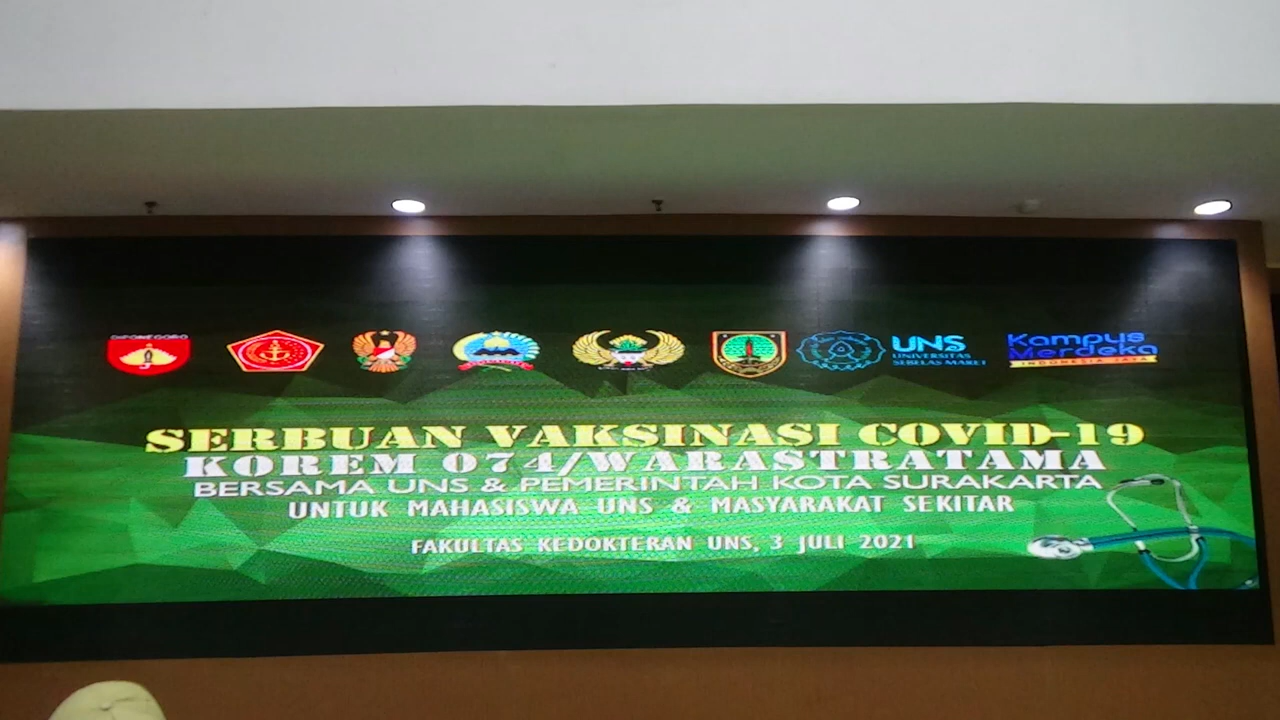 DIPONEGORO
UNS
UNIVERSITAS
SEBELAS MARET
Kampus
Merdeka
INDONESIA JAYA
SERBUAN VAKSINASI COVID-19
KOREM 074/WARASTRATAMA
BERSAMA UNS & PEMERINTAH KOTA SURAKARTA
UNTUK MAHASISWA UNS & MASYARAKAT SEKITAR
FAKULTAS KEDOKTERAN UNS, 3 JULI 2021